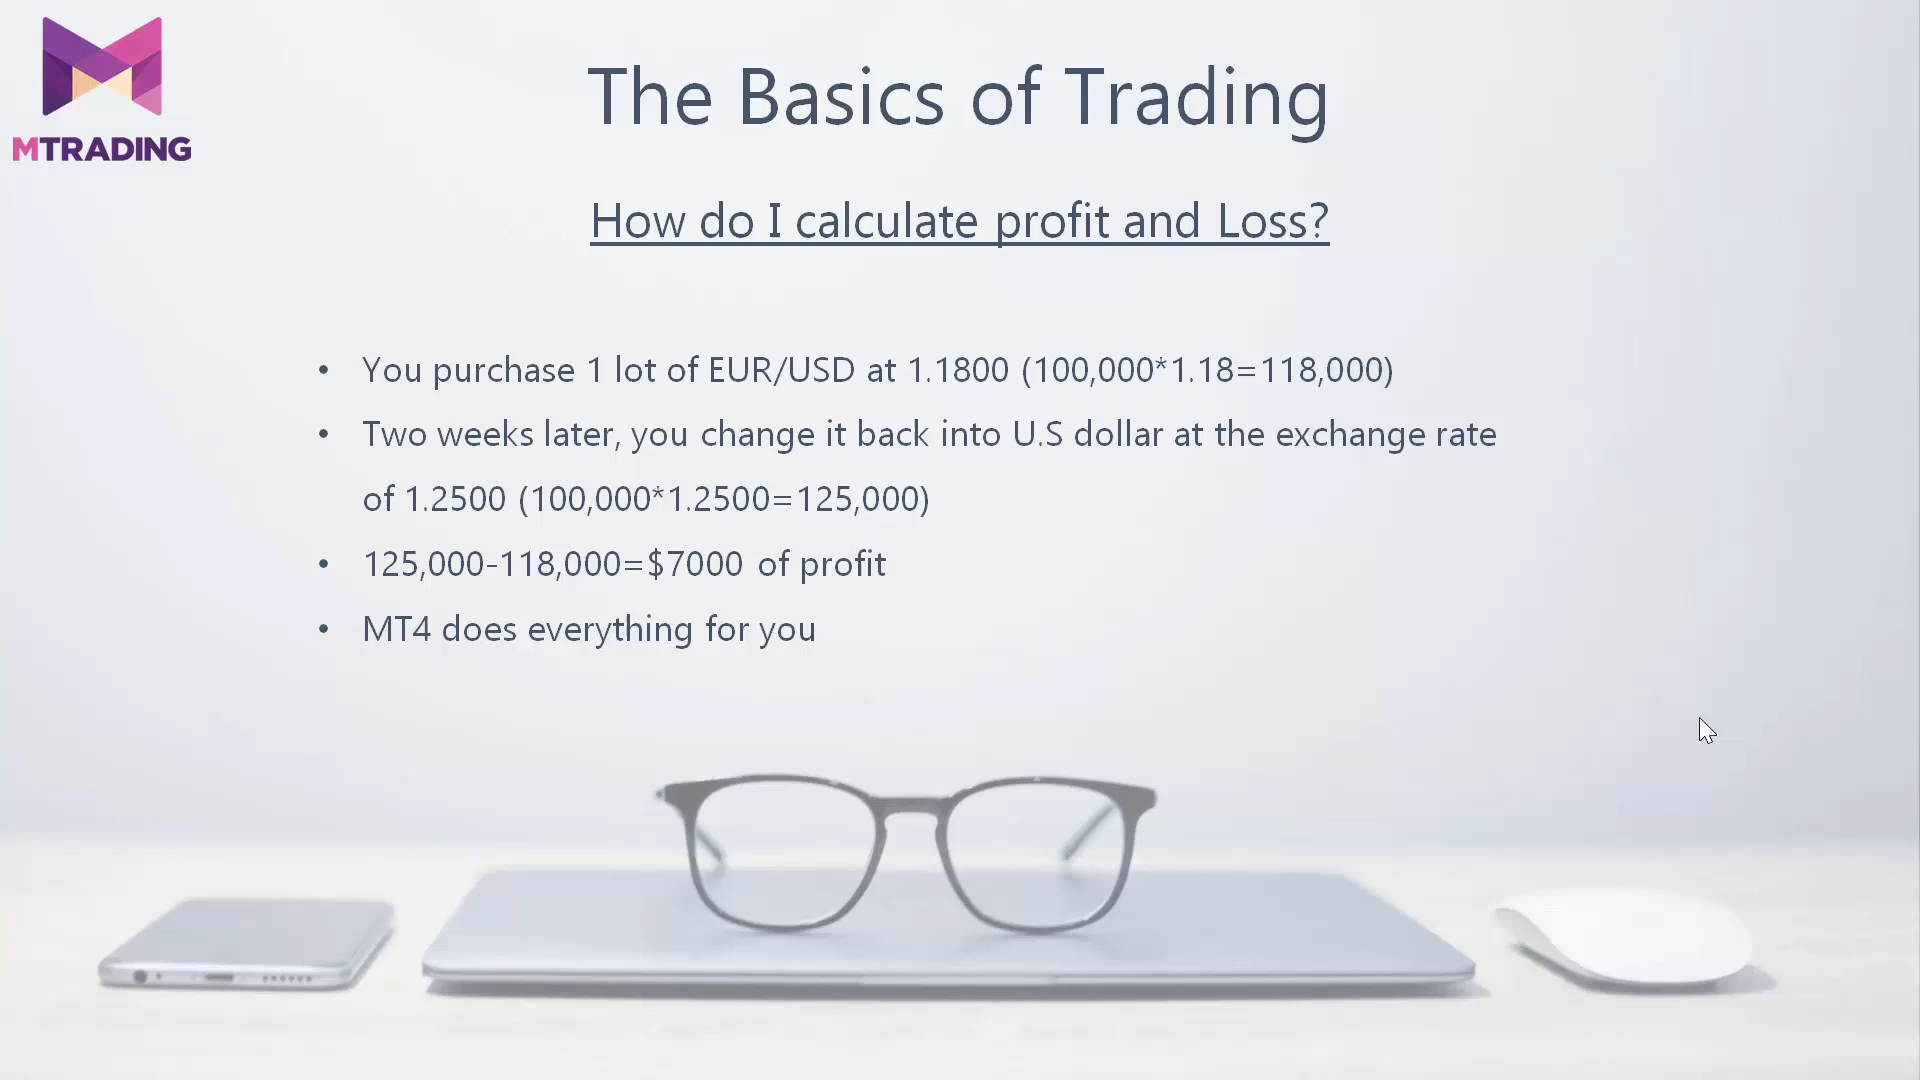 MTRADING
The Basics of Trading
How do I calculate profit and Loss?
• You purchase 1 lot of EUR/USD at 1.1800 (100,000*1.18=118,000)
• Two weeks later, you change it back into U.S dollar at the exchange rate
of 1.2500 (100,000*1.2500=125,000)
• 125,000-118,000=$7000 of profit
• MT4 does everything for you